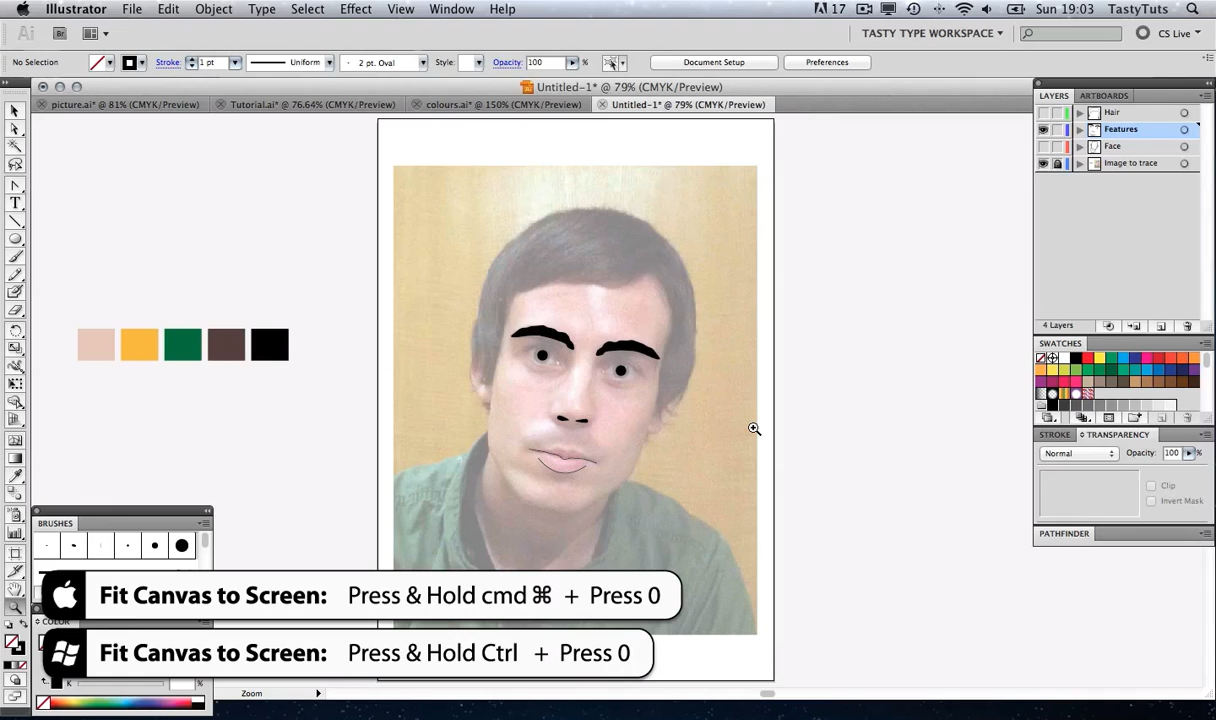 Illustrator File Edit Object Type Select Effect View Window Help 17 Sun 19:03 TastyTuts
Ai Br TASTY TYPE WORKSPACE CS Live
No Selection Stroke: 1 pt Uniform 2 pt. Oval Style: Opacity: 100 % Document Setup Preferences
Untitled-1* @ 79% (CMYK/Preview)
picture.ai* @ 81% (CMYK/Preview) Tutorial.ai* @ 76.64% (CMYK/Preview) colours.ai* @ 150% (CMYK/Preview) Untitled-1* @ 79% (CMYK/Preview)
LAYERS ARTBOARDS
Hair
Features
Face
Image to trace
4 Layers
SWATCHES
STROKE TRANSPARENCY
Normal Opacity: 100 %
Clip
Invert Mask
PATHFINDER
BRUSHES
Fit Canvas to Screen: Press & Hold cmd ⌘ + Press 0
COLOR
Fit Canvas to Screen: Press & Hold Ctrl + Press 0
K %
Zoom